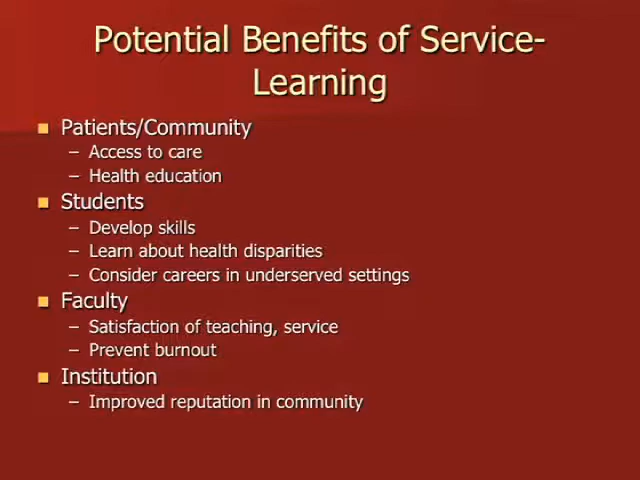 Potential Benefits of Service-
Learning
■ Patients/Community
– Access to care
– Health education
■ Students
– Develop skills
– Learn about health disparities
– Consider careers in underserved settings
■ Faculty
– Satisfaction of teaching, service
– Prevent burnout
■ Institution
– Improved reputation in community